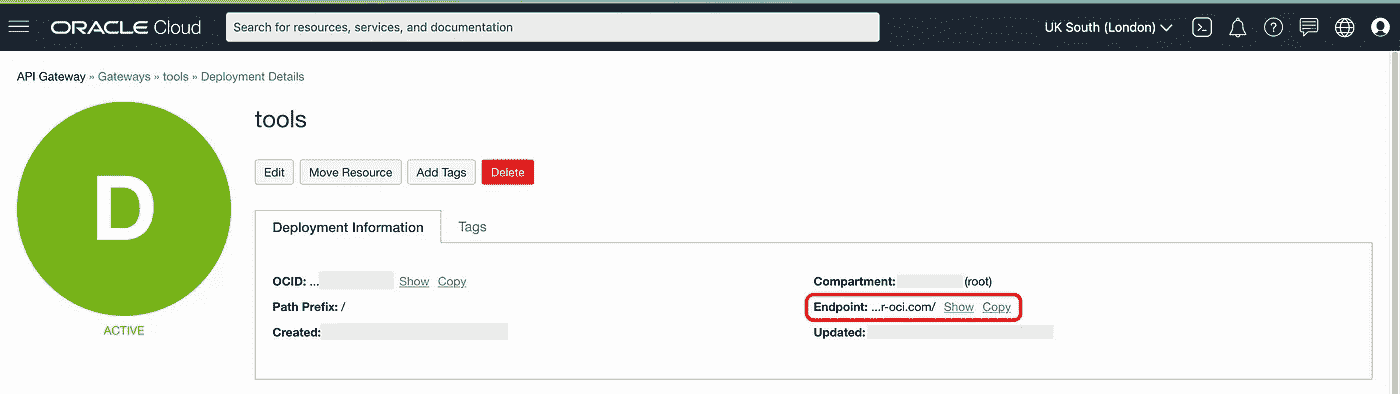 ORACLE Cloud Search for resources, services, and documentation UK South (London)
API Gateway » Gateways » tools » Deployment Details
tools
D
Edit Move Resource Add Tags Delete
Deployment Information Tags
OCID: ... Show Copy
Compartment: (root)
Path Prefix: /
Endpoint: ...r-oci.com/ Show Copy
Created:
Updated:
ACTIVE